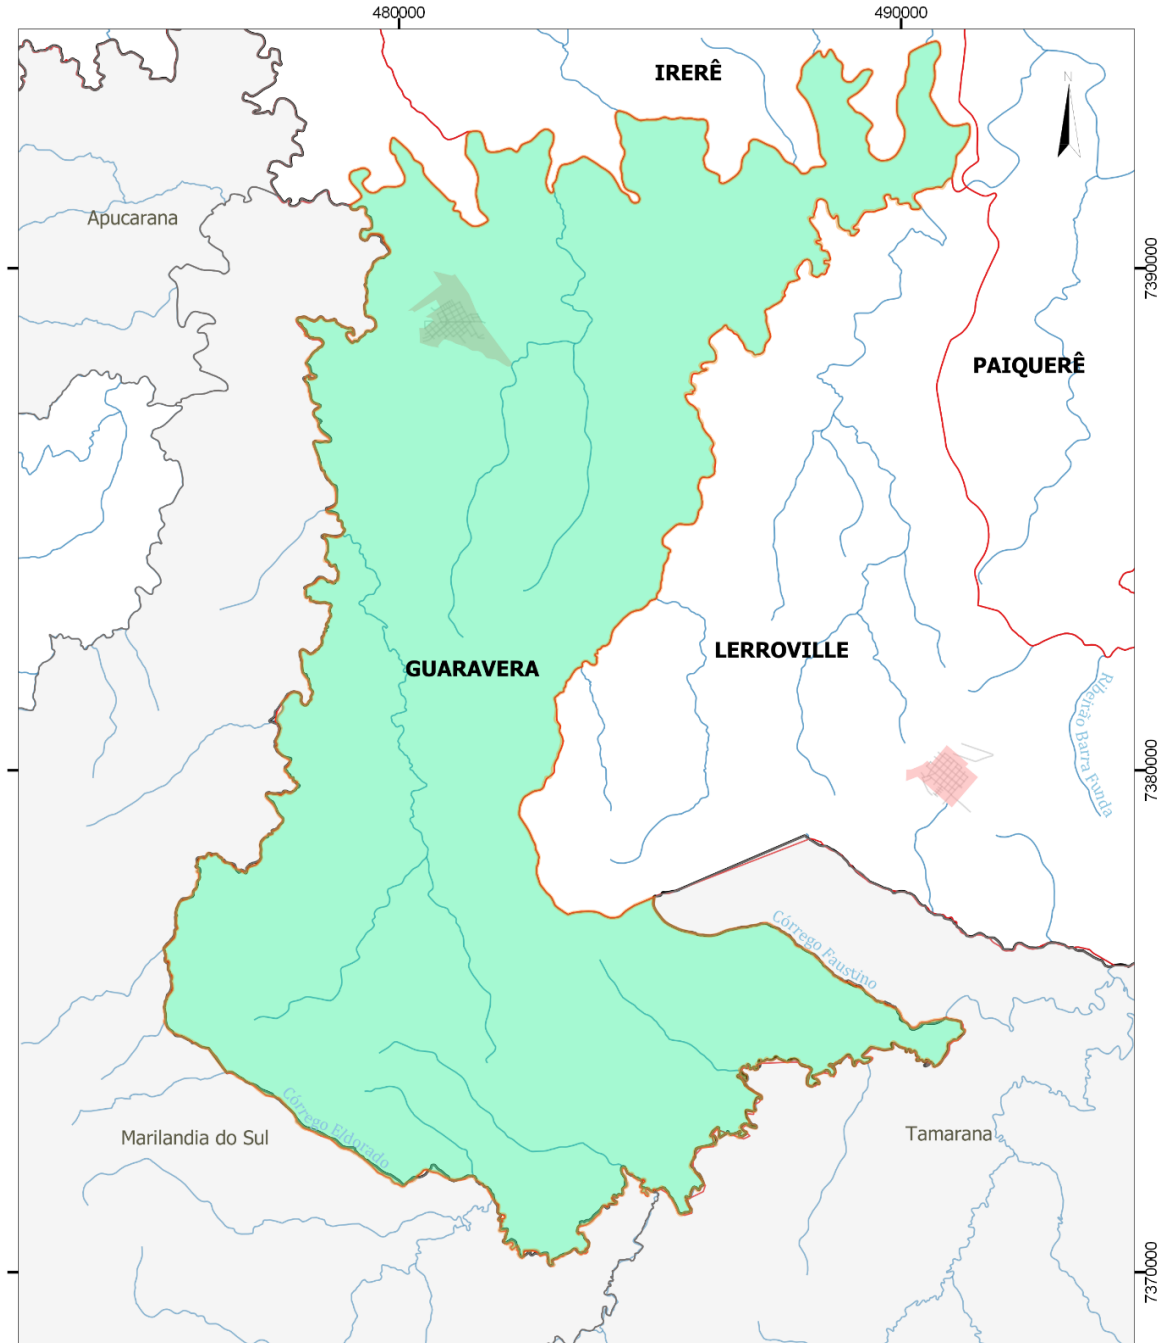 480000
490000
IRERÊ
N
Apucarana
7390000
PAIQUERÊ
GUARAVERA
LERROVILLE
Ribeirão Barra Funda
7380000
Córrego Faustino
Córrego Eldorado
Marilandia do Sul
Tamarana
7370000